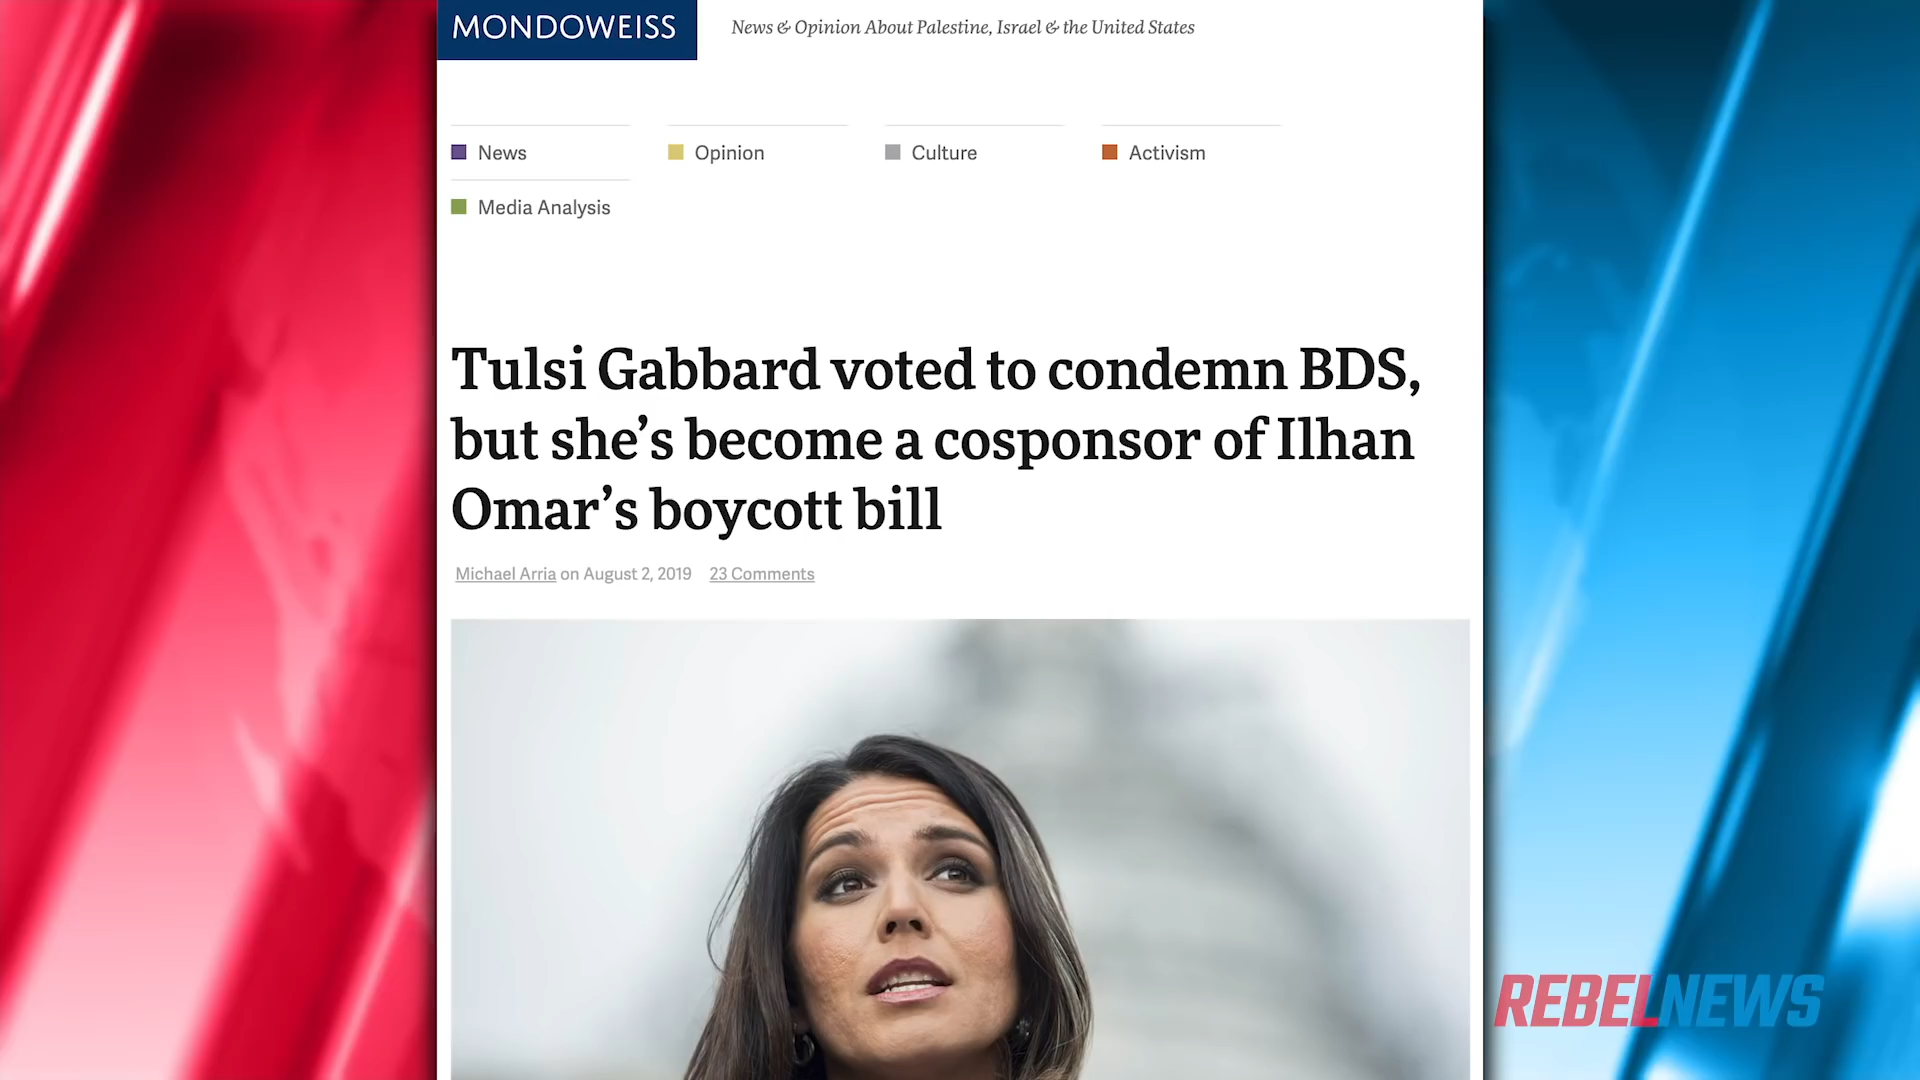 MONDOWEISS
News & Opinion About Palestine, Israel & the United States
News
Opinion
Culture
Activism
Media Analysis
Tulsi Gabbard voted to condemn BDS,
but she’s become a cosponsor of Ilhan
Omar’s boycott bill
Michael Arria on August 2, 2019 23 Comments
REBELNEWS